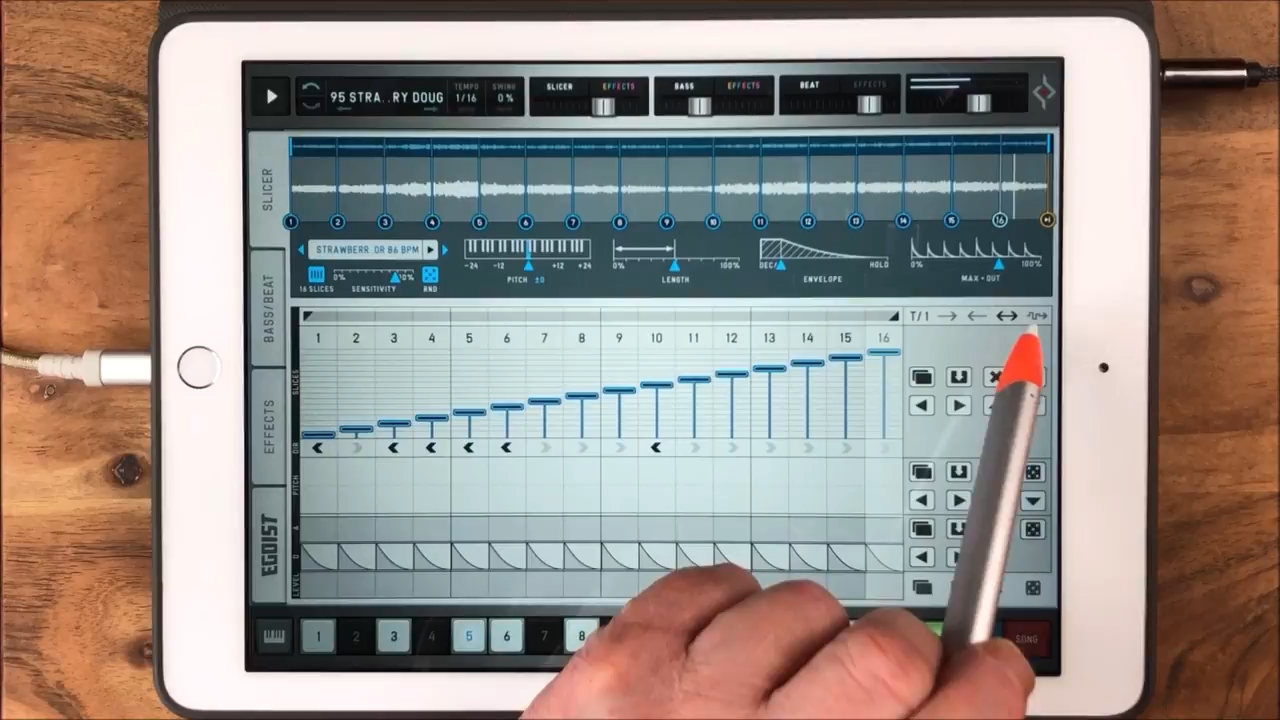 SLICER EFFECTS BASS EFFECTS BEAT EFFECTS
95 STRA..RY DOUG TEMPO 1/16 SWING 0 %
SLICER
BASS/BEAT
EFFECTS
EGOIST
1 2 3 4 5 6 7 8 9 10 11 12 13 14 15 16
STRAWBERR OR 86 BPM
16 SLICES
0% SENSITIVITY
RND
-24 -12 +12 +24
PITCH ±0
0% 100%
LENGTH
HOLD
ENVELOPE
0% 100%
MAX-OUT
T/1
1 2 3 4 5 6 7 8 9 10 11 12 13 14 15 16
SLICES
DIR
PITCH
A
D
LEVEL
1 2 3 4 5 6 7 8
SONG